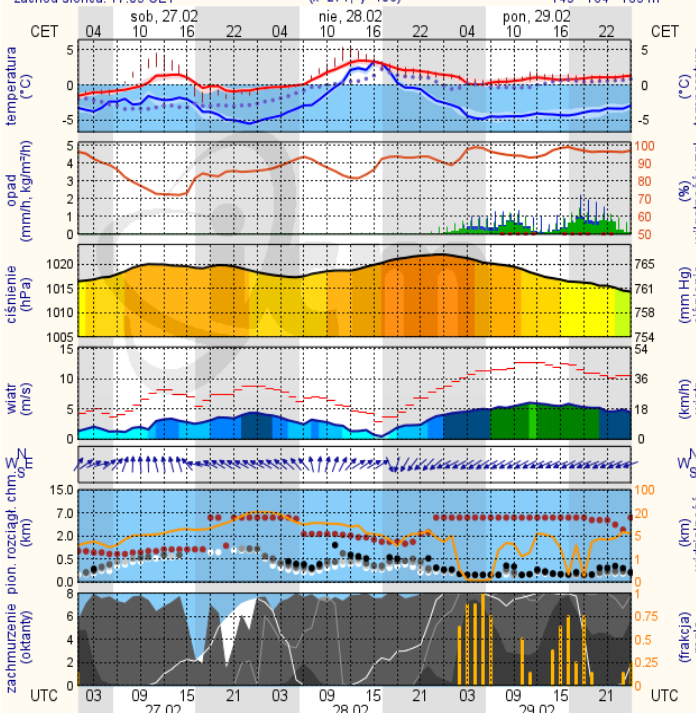 sob, 27.02 nie, 28.02 pon, 29.02
CET 04 10 16 22 04 10 16 22 04 10 16 22 CET
temperatura
(°C)
5
0
-5
5
0
-5
(°C)
opad
(mm/h, kg/m²/h)
5
4
3
2
1
0
100
90
80
70
60
50
(%)
ciśnienie
(hPa)
1020
1015
1010
1005
765
761
758
754
(mm Hg)
wiatr
(m/s)
15
10
5
0
54
36
18
0
(km/h)
N
W E
S
N
W E
S
pion. rozciągł. chm.
(km)
15.0
7.0
2.0
0.5
0.0
100
20
5
1
0
(km)
zachmurzenie
(oktanty)
8
6
4
2
0
1
0.75
0.5
0.25
0
(frakcja)
UTC 03 09 15 21 03 09 15 21 03 09 15 21 UTC
27.02 28.02 29.02